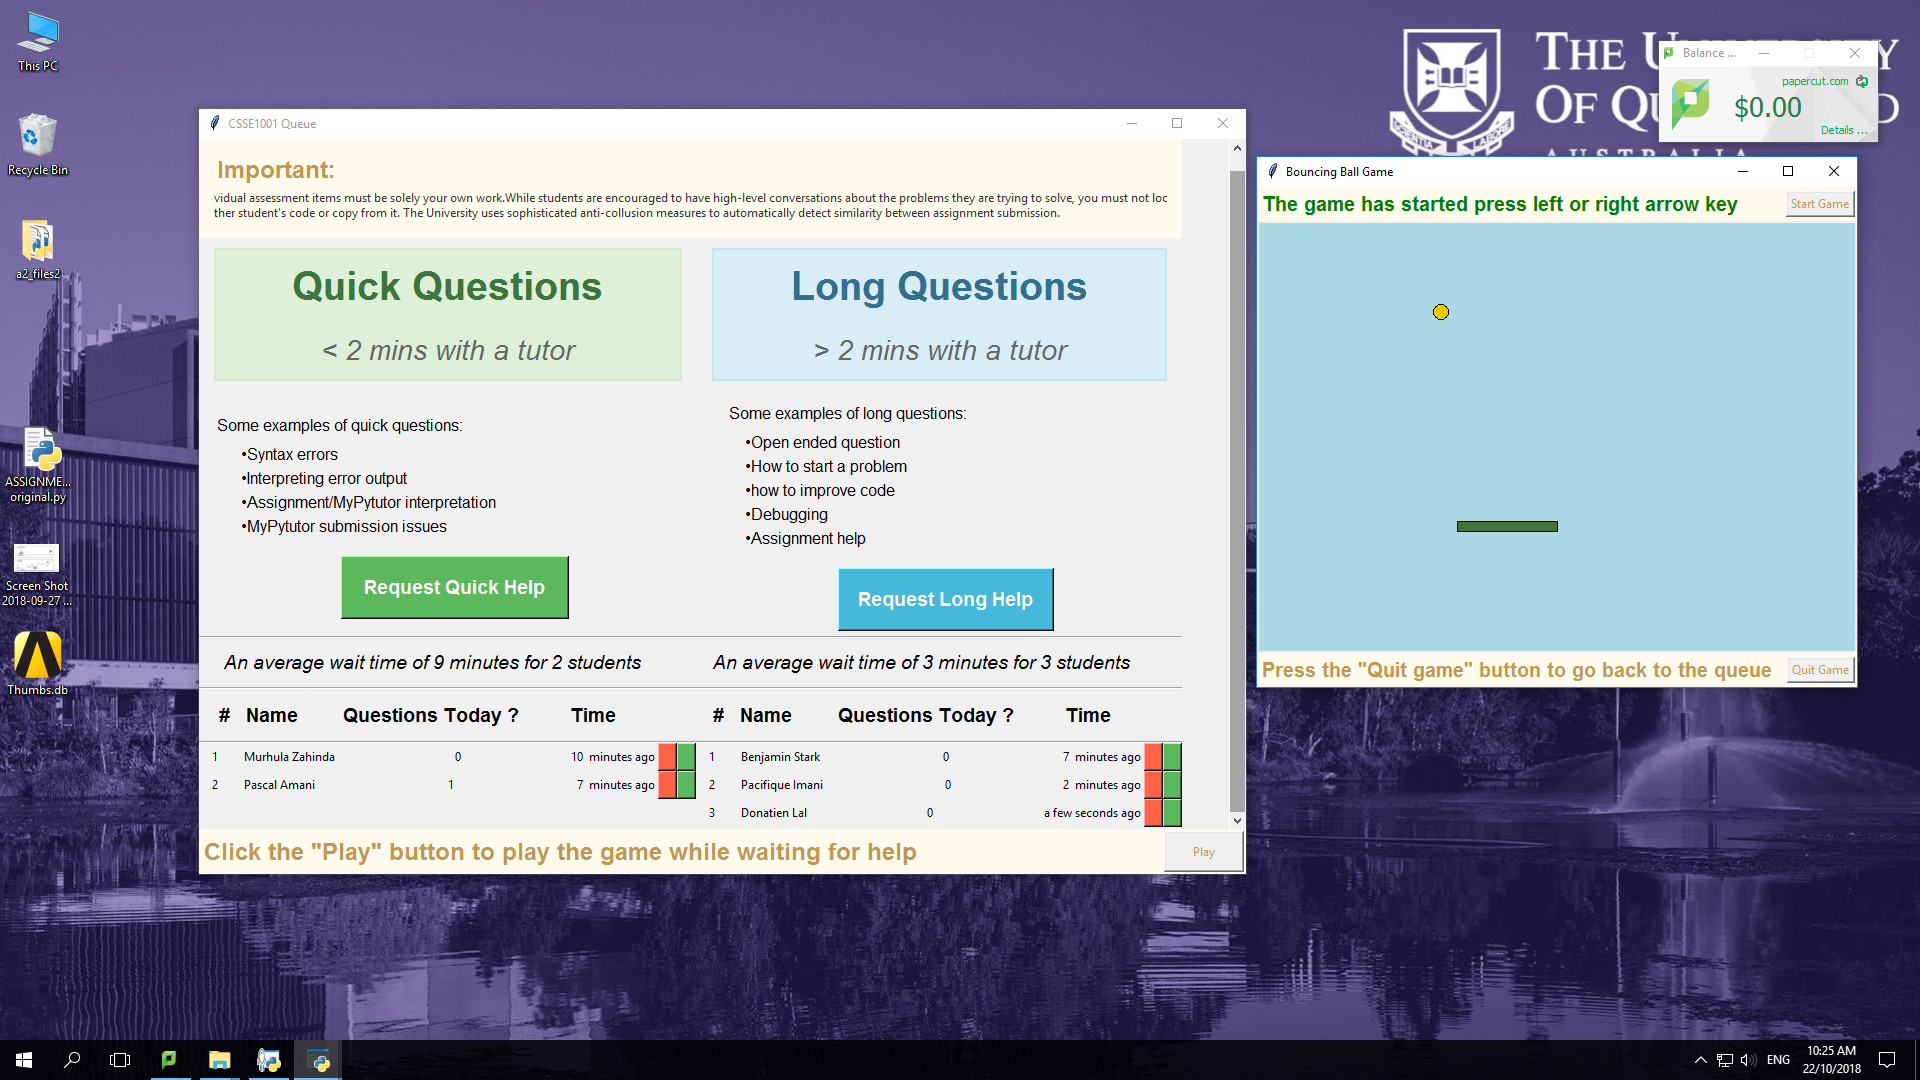 This PC
Recycle Bin
a2_files2
ASSIGNME...
original.py
Screen Shot
2018-09-27 ...
Thumbs.db
CSSE1001 Queue
Important:
vidual assessment items must be solely your own work.While students are encouraged to have high-level conversations about the problems they are trying to solve, you must not loc
ther student's code or copy from it. The University uses sophisticated anti-collusion measures to automatically detect similarity between assignment submission.
Quick Questions
< 2 mins with a tutor
Some examples of quick questions:
•Syntax errors
•Interpreting error output
•Assignment/MyPytutor interpretation
•MyPytutor submission issues
Request Quick Help
Long Questions
> 2 mins with a tutor
Some examples of long questions:
•Open ended question
•How to start a problem
•how to improve code
•Debugging
•Assignment help
Request Long Help
An average wait time of 9 minutes for 2 students
# Name Questions Today ? Time
1 Murhula Zahinda 0 10 minutes ago
2 Pascal Amani 1 7 minutes ago
An average wait time of 3 minutes for 3 students
# Name Questions Today ? Time
1 Benjamin Stark 0 7 minutes ago
2 Pacifique Imani 0 2 minutes ago
3 Donatien Lal 0 a few seconds ago
Click the "Play" button to play the game while waiting for help
Play
THE
OF
Balance ...
papercut.com
$0.00
Details ...
Bouncing Ball Game
The game has started press left or right arrow key
Start Game
Press the "Quit game" button to go back to the queue
Quit Game
ENG
10:25 AM
22/10/2018